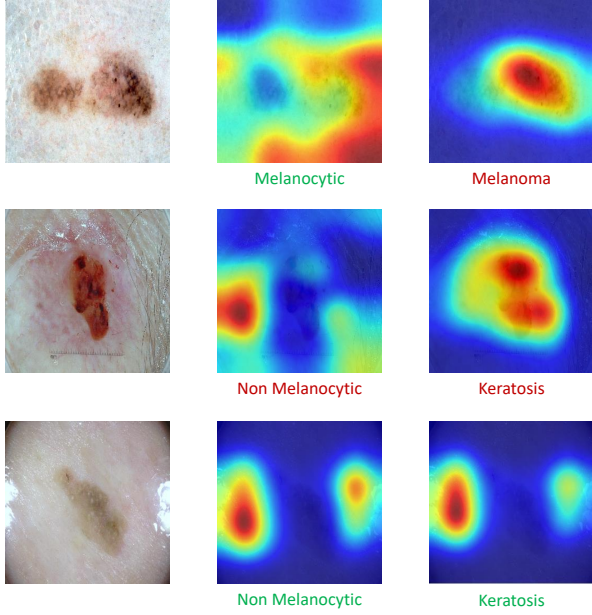 Melanocytic
Melanoma
Non Melanocytic
Keratosis
Non Melanocytic
Keratosis